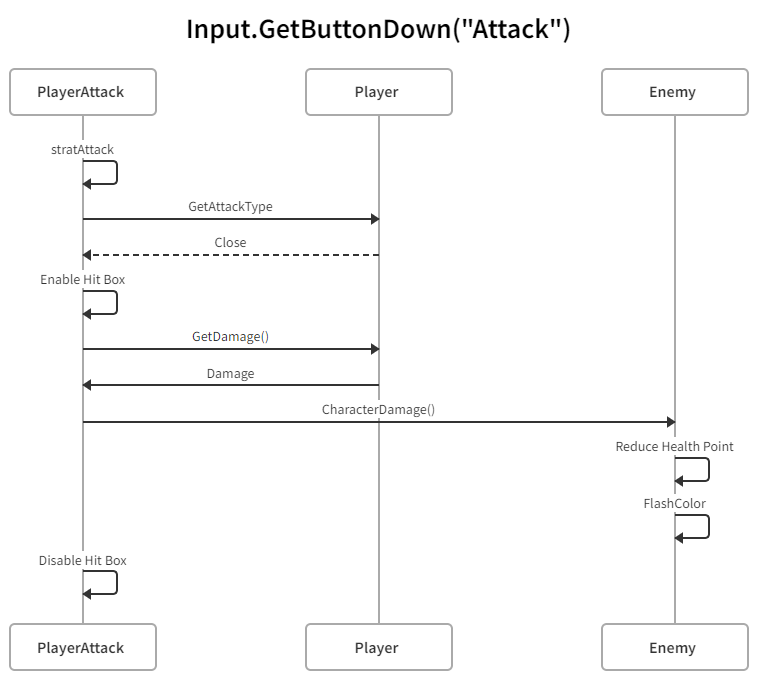 Input.GetButtonDown("Attack")
PlayerAttack
Player
Enemy
stratAttack
GetAttackType
Close
Enable Hit Box
GetDamage()
Damage
CharacterDamage()
Reduce Health Point
FlashColor
Disable Hit Box
PlayerAttack
Player
Enemy